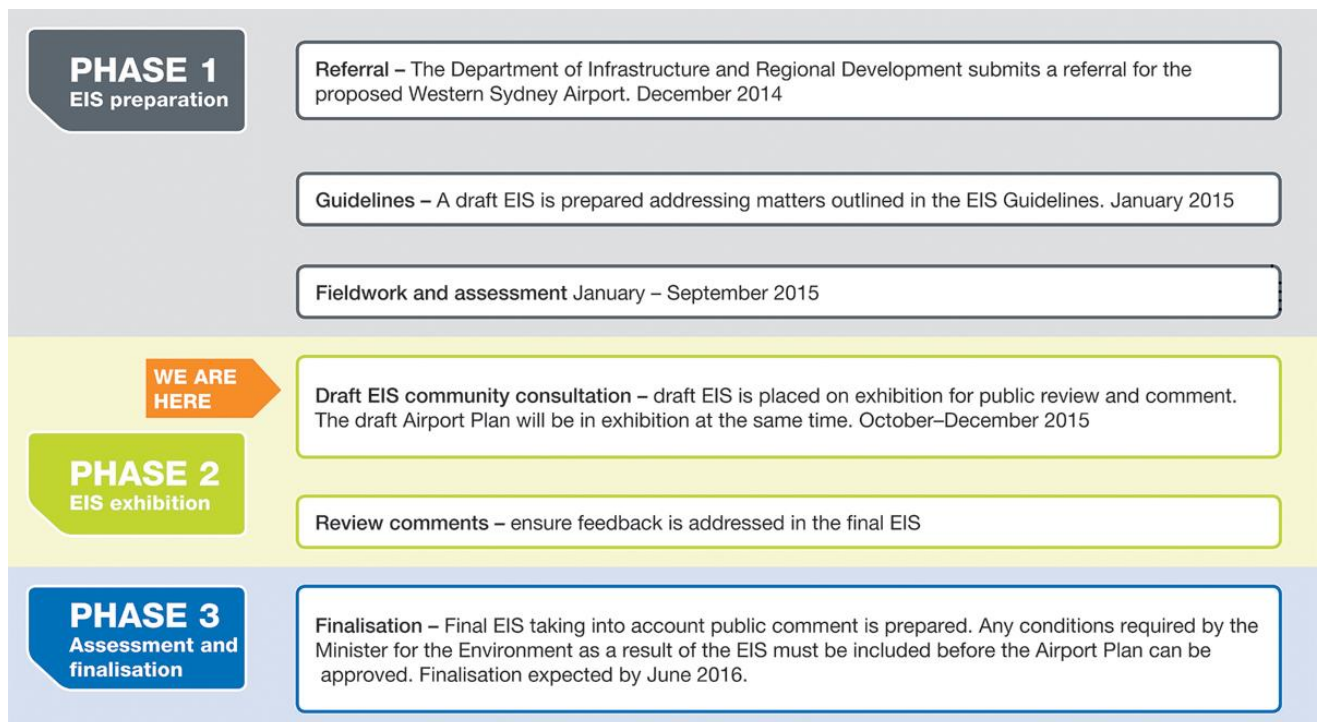 PHASE 1
EIS preparation
Referral – The Department of Infrastructure and Regional Development submits a referral for the
proposed Western Sydney Airport. December 2014
Guidelines – A draft EIS is prepared addressing matters outlined in the EIS Guidelines. January 2015
Fieldwork and assessment January – September 2015
WE ARE
HERE
Draft EIS community consultation – draft EIS is placed on exhibition for public review and comment.
The draft Airport Plan will be in exhibition at the same time. October–December 2015
PHASE 2
EIS exhibition
Review comments – ensure feedback is addressed in the final EIS
PHASE 3
Assessment and
finalisation
Finalisation – Final EIS taking into account public comment is prepared. Any conditions required by the
Minister for the Environment as a result of the EIS must be included before the Airport Plan can be
approved. Finalisation expected by June 2016.